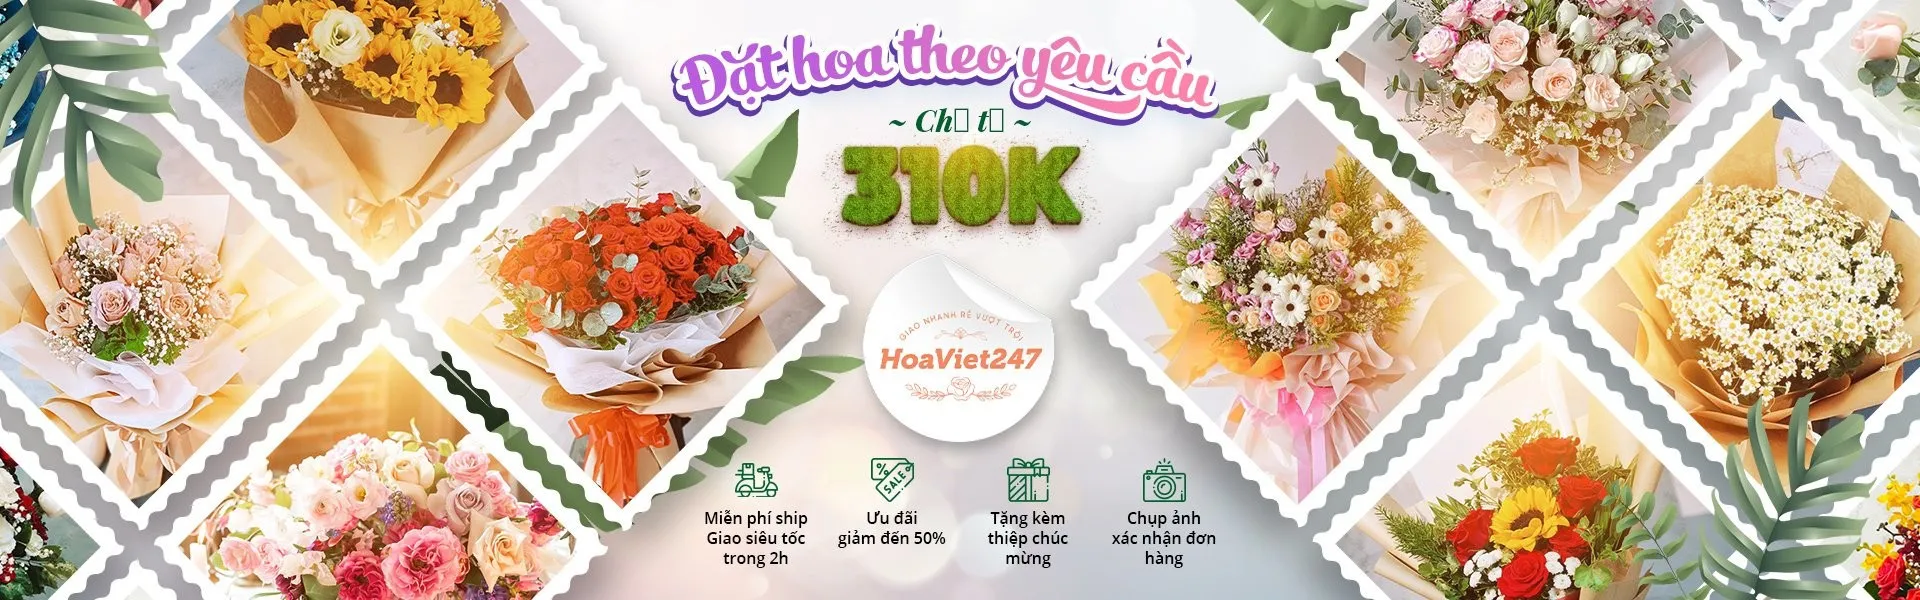 Đặt hoa theo yêu cầu
~ Ch□ t□ ~
310K
GIAO NHANH RẺ VƯỢT TRỘI
HoaViet247
SALE
Miễn phí ship
Giao siêu tốc
trong 2h
Ưu đãi
giảm đến 50%
Tặng kèm
thiệp chúc
mừng
Chụp ảnh
xác nhận đơn
hàng